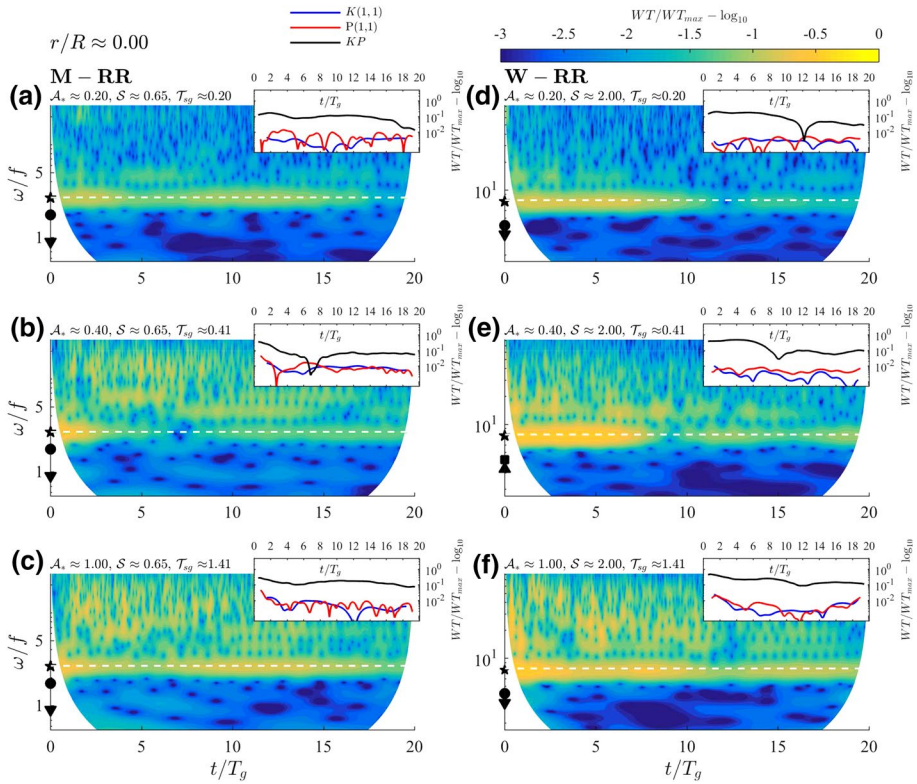 K(1,1)
P(1,1)
KP
WT/WT_max − log_10
-3 -2.5 -2 -1.5 -1 -0.5 0
r/R ≈ 0.00
M − RR
W − RR
(a) 𝒜_* ≈ 0.20, 𝒮 ≈ 0.65, 𝒯_sg ≈0.20
0 2 4 6 8 10 12 14 16 18 20
t/T_g
10^0
10^-1
10^-2
WT/WT_max − log_10
ω/f
5
1
0 5 10 15 20
(d) 𝒜_* ≈ 0.20, 𝒮 ≈ 2.00, 𝒯_sg ≈0.20
0 2 4 6 8 10 12 14 16 18 20
t/T_g
10^0
10^-1
10^-2
WT/WT_max − log_10
10^1
0 5 10 15 20
(b) 𝒜_* ≈ 0.40, 𝒮 ≈ 0.65, 𝒯_sg ≈0.41
0 2 4 6 8 10 12 14 16 18 19
t/T_g
10^0
10^-1
10^-2
WT/WT_max − log_10
ω/f
5
1
0 5 10 15 20
(e) 𝒜_* ≈ 0.40, 𝒮 ≈ 2.00, 𝒯_sg ≈0.41
0 2 4 6 8 10 12 14 16 18 19
t/T_g
10^0
10^-1
10^-2
WT/WT_max − log_10
10^1
0 5 10 15 20
(c) 𝒜_* ≈ 1.00, 𝒮 ≈ 0.65, 𝒯_sg ≈1.41
0 2 4 6 8 10 12 14 16 18 19
t/T_g
10^0
10^-1
10^-2
WT/WT_max − log_10
ω/f
5
1
0 5 10 15 20
t/T_g
(f) 𝒜_* ≈ 1.00, 𝒮 ≈ 2.00, 𝒯_sg ≈1.41
0 2 4 6 8 10 12 14 16 18 19
t/T_g
10^0
10^-1
10^-2
WT/WT_max − log_10
10^1
0 5 10 15 20
t/T_g